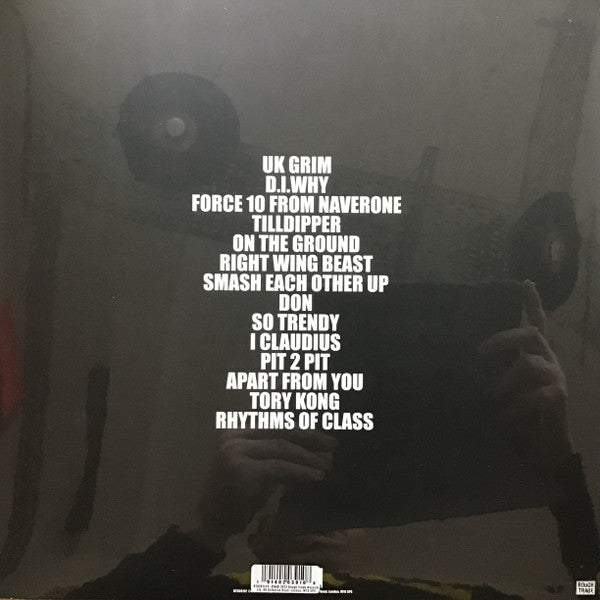 UK GRIM
D.I.WHY
FORCE 10 FROM NAVERONE
TILLDIPPER
ON THE GROUND
RIGHT WING BEAST
SMASH EACH OTHER UP
DON
SO TRENDY
I CLAUDIUS
PIT 2 PIT
APART FROM YOU
TORY KONG
RHYTHMS OF CLASS
ROUGH
TRADE